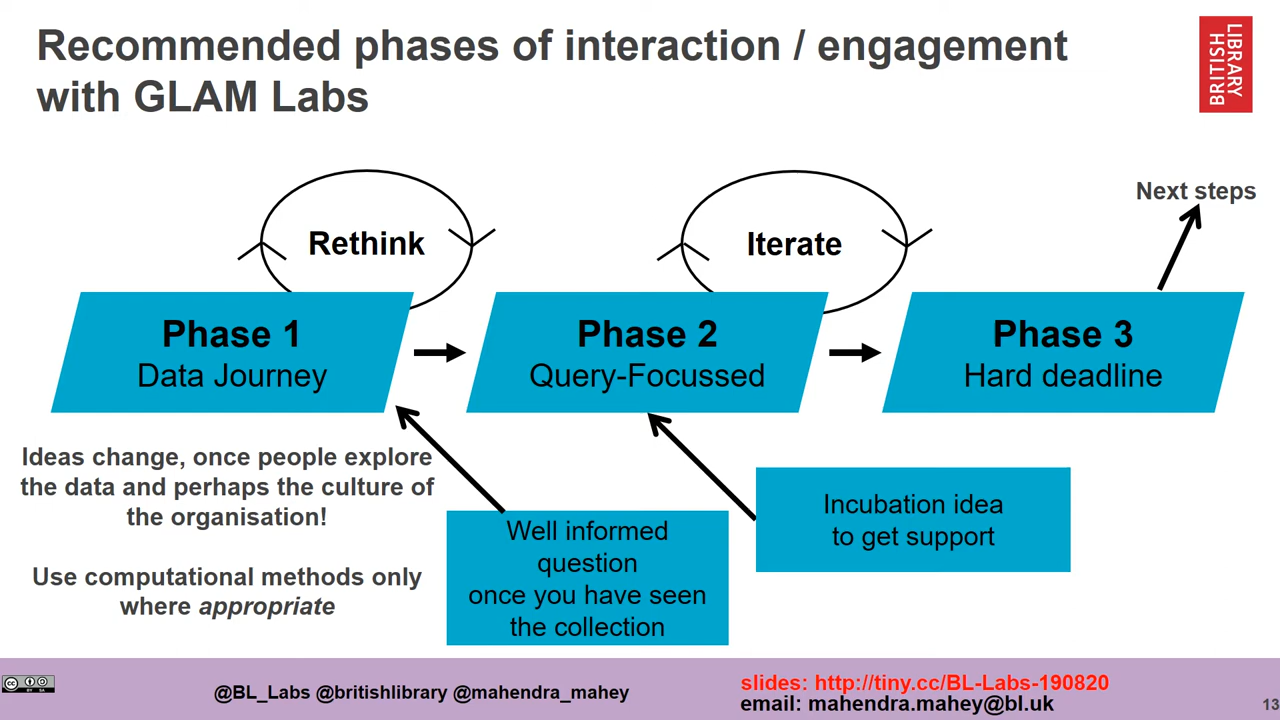 Recommended phases of interaction / engagement
with GLAM Labs
BRITISH
LIBRARY
Next steps
Rethink
Iterate
Phase 1
Data Journey
Phase 2
Query-Focussed
Phase 3
Hard deadline
Ideas change, once people explore
the data and perhaps the culture of
the organisation!
Use computational methods only
where appropriate
Well informed
question
once you have seen
the collection
Incubation idea
to get support
cc
BY SA
@BL_Labs @britishlibrary @mahendra_mahey
slides: http://tiny.cc/BL-Labs-190820
email: mahendra.mahey@bl.uk
13